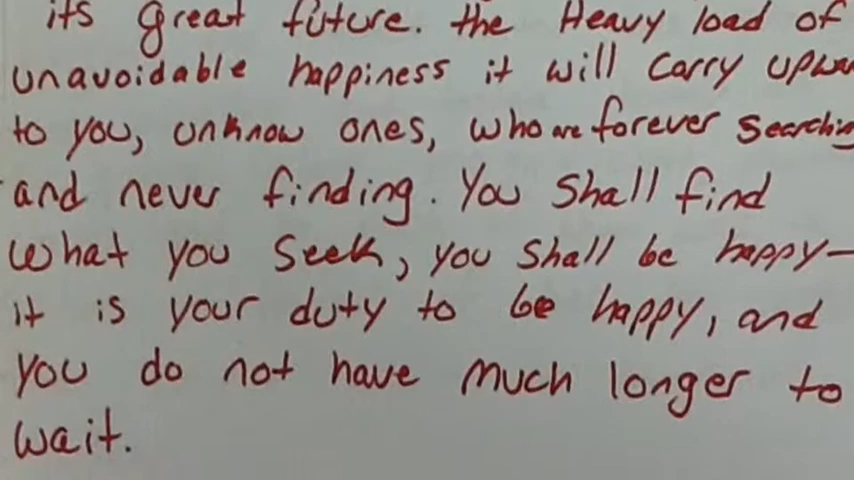 its great future. the Heavy load of
unavoidable happiness it will carry upw
to you, unknow ones, who are forever searching
and never finding. You shall find
what you seek, you shall be happy—
it is your duty to be happy, and
you do not have much longer to
wait.